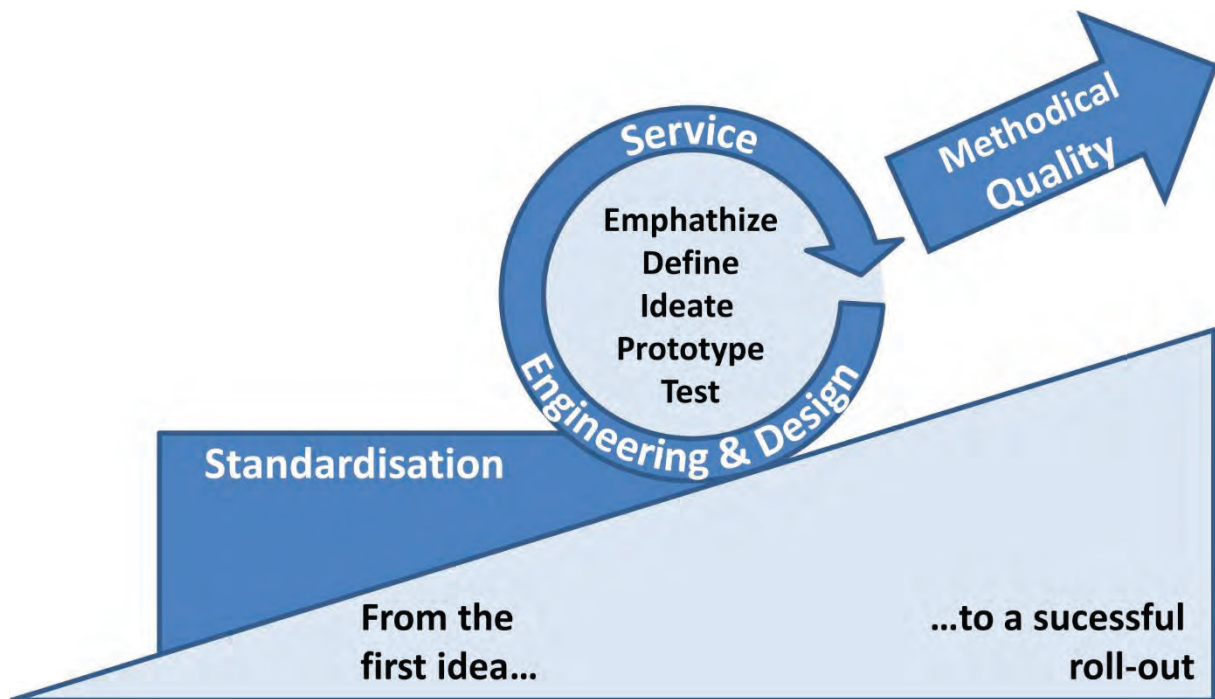 Methodical
Quality
Service
Emphathize
Define
Ideate
Prototype
Test
Engineering & Design
Standardisation
From the
first idea...
...to a sucessful
roll-out